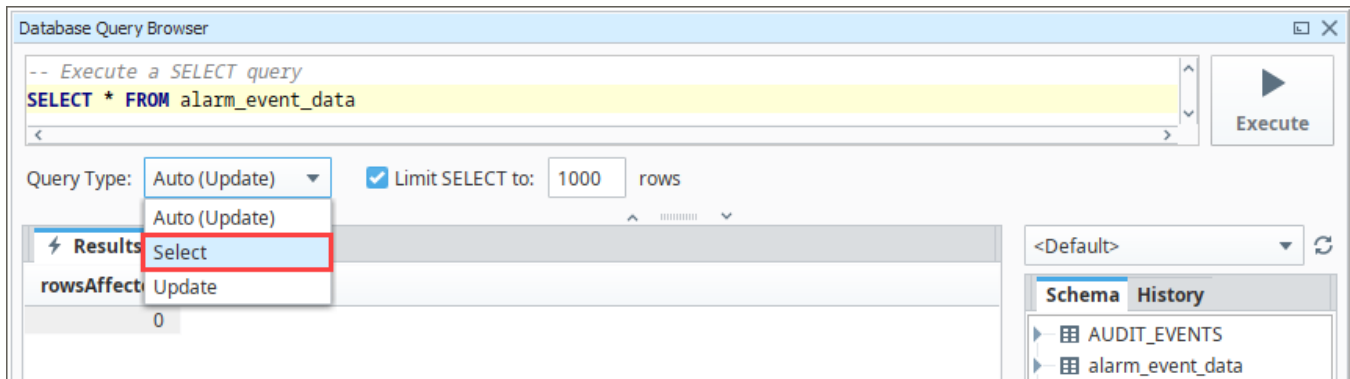 Database Query Browser
-- Execute a SELECT query
SELECT * FROM alarm_event_data
Execute
Query Type: Auto (Update) Limit SELECT to: 1000 rows
Auto (Update)
Select
Update
Results
rowsAffect
0
<Default>
Schema History
AUDIT_EVENTS
alarm_event_data